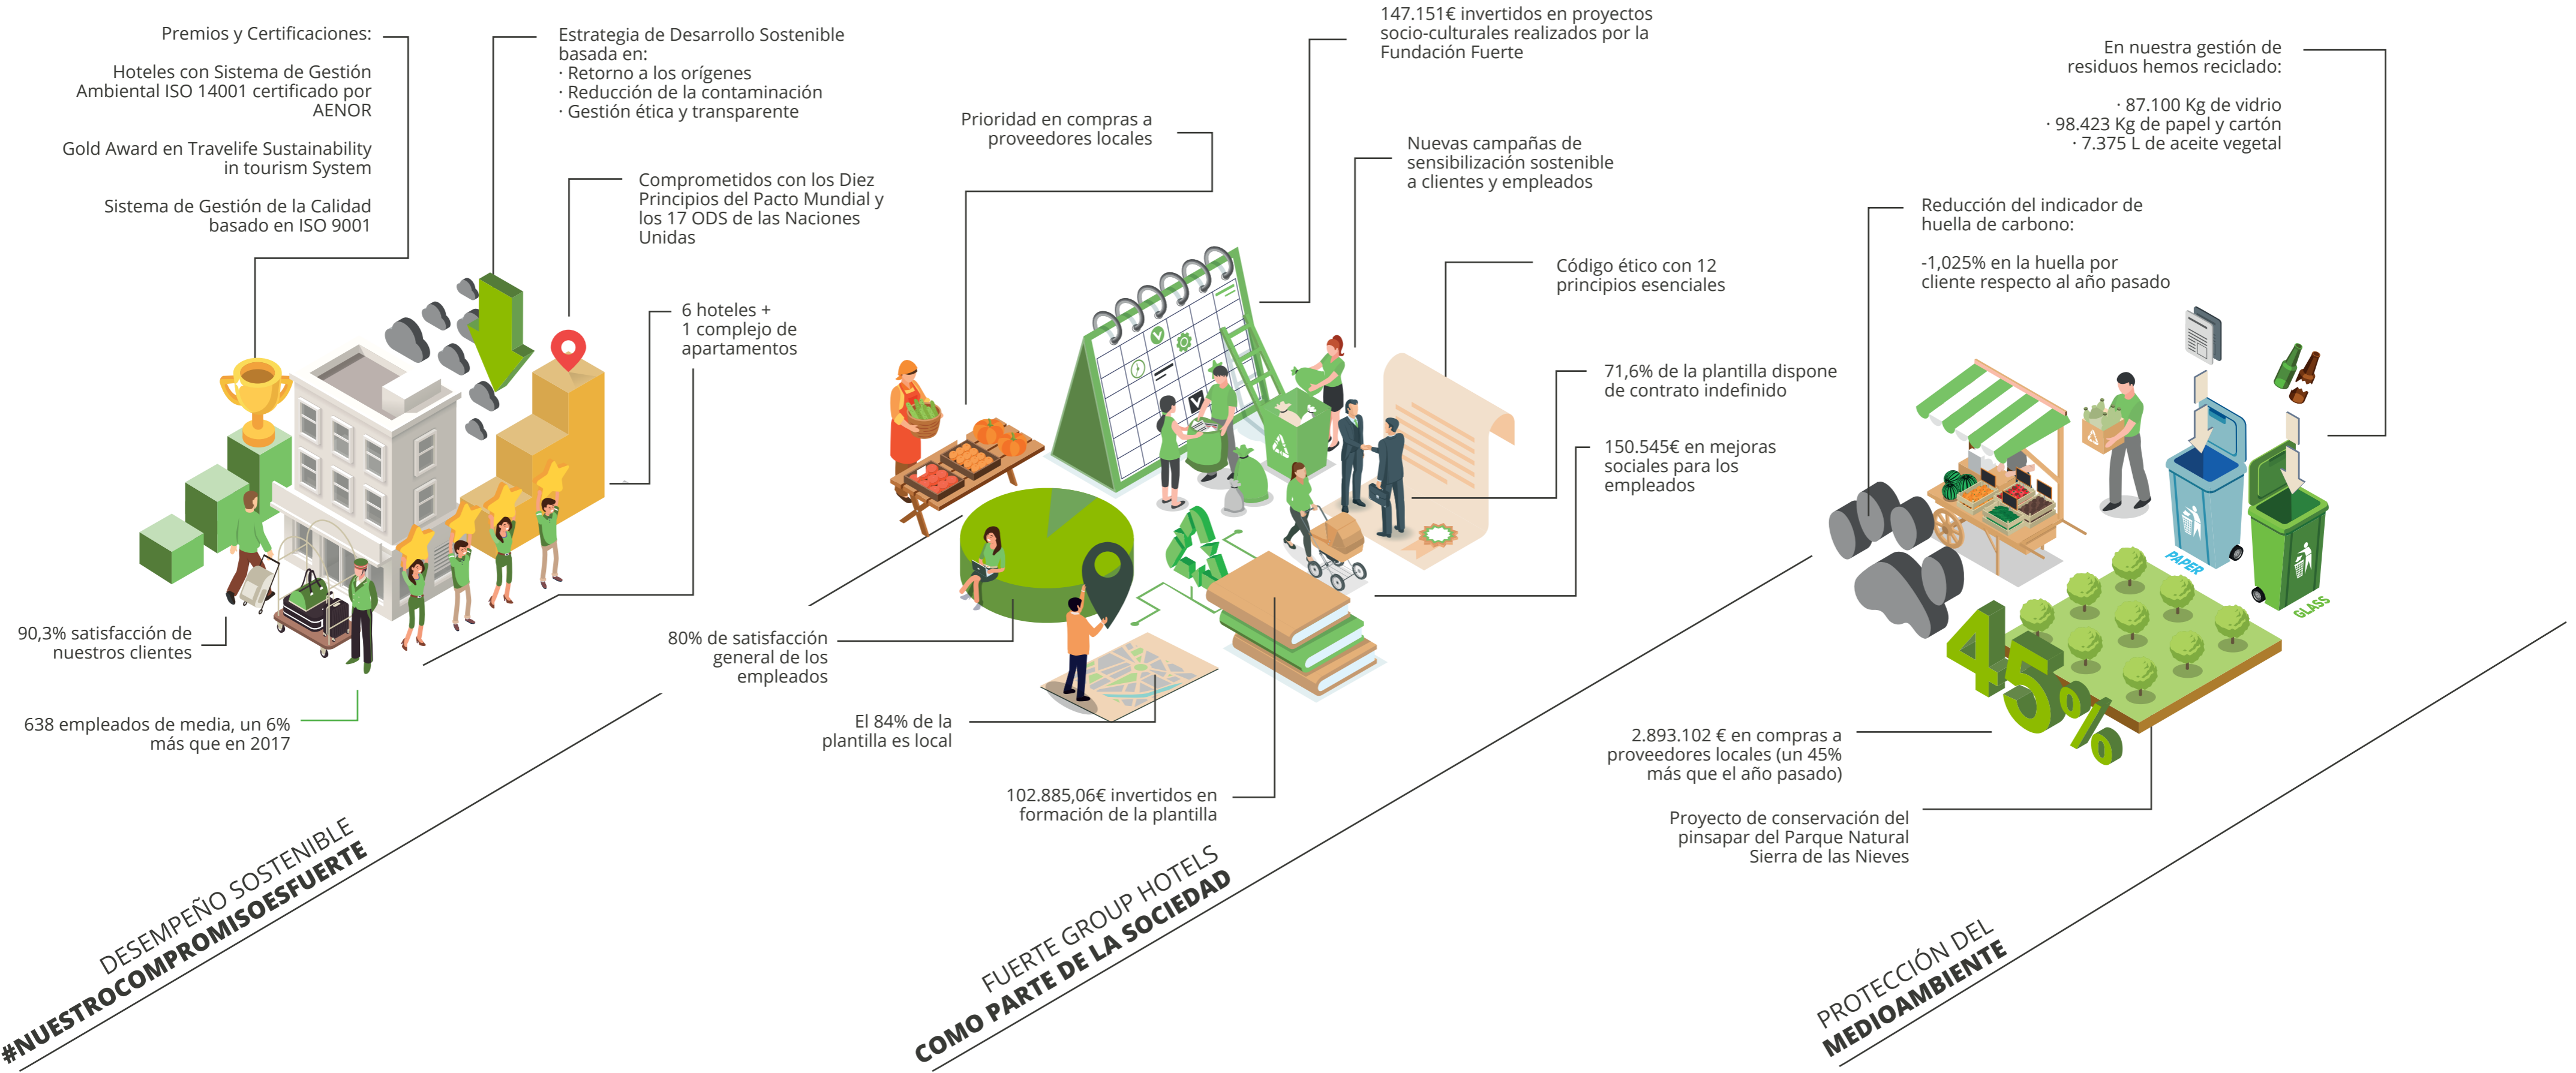 Premios y Certificaciones:
Hoteles con Sistema de Gestión
Ambiental ISO 14001 certificado por
AENOR
Gold Award en Travelife Sustainability
in tourism System
Sistema de Gestión de la Calidad
basado en ISO 9001
Estrategia de Desarrollo Sostenible
basada en:
· Retorno a los orígenes
· Reducción de la contaminación
· Gestión ética y transparente
Comprometidos con los Diez
Principios del Pacto Mundial y
los 17 ODS de las Naciones
Unidas
6 hoteles +
1 complejo de
apartamentos
90,3% satisfacción de
nuestros clientes
638 empleados de media, un 6%
más que en 2017
DESEMPEÑO SOSTENIBLE
#NUESTROCOMPROMISOESFUERTE
Prioridad en compras a
proveedores locales
147.151€ invertidos en proyectos
socio-culturales realizados por la
Fundación Fuerte
Nuevas campañas de
sensibilización sostenible
a clientes y empleados
Código ético con 12
principios esenciales
71,6% de la plantilla dispone
de contrato indefinido
150.545€ en mejoras
sociales para los
empleados
80% de satisfacción
general de los
empleados
El 84% de la
plantilla es local
102.885,06€ invertidos en
formación de la plantilla
FUERTE GROUP HOTELS
COMO PARTE DE LA SOCIEDAD
En nuestra gestión de
residuos hemos reciclado:
· 87.100 Kg de vidrio
· 98.423 Kg de papel y cartón
· 7.375 L de aceite vegetal
Reducción del indicador de
huella de carbono:
-1,025% en la huella por
cliente respecto al año pasado
PAPER
GLASS
45%
2.893.102 € en compras a
proveedores locales (un 45%
más que el año pasado)
Proyecto de conservación del
pinsapar del Parque Natural
Sierra de las Nieves
PROTECCIÓN DEL
MEDIOAMBIENTE